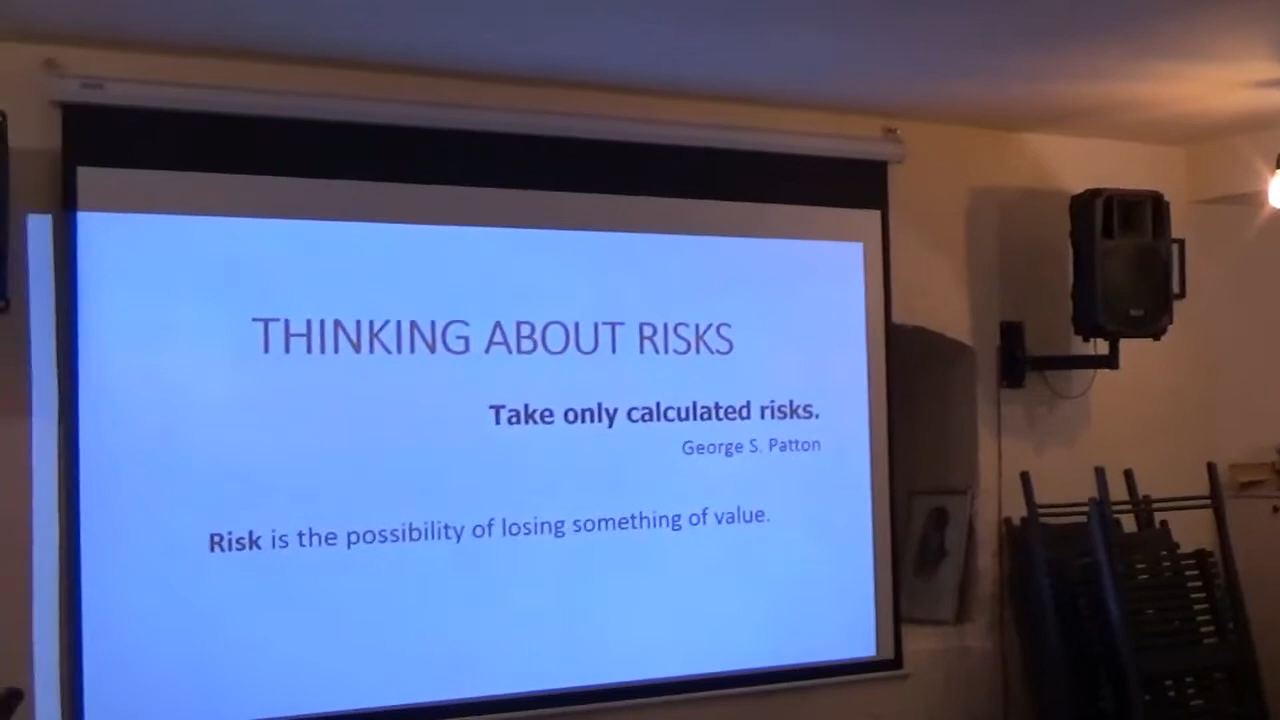 THINKING ABOUT RISKS
Take only calculated risks.
George S. Patton
Risk is the possibility of losing something of value.